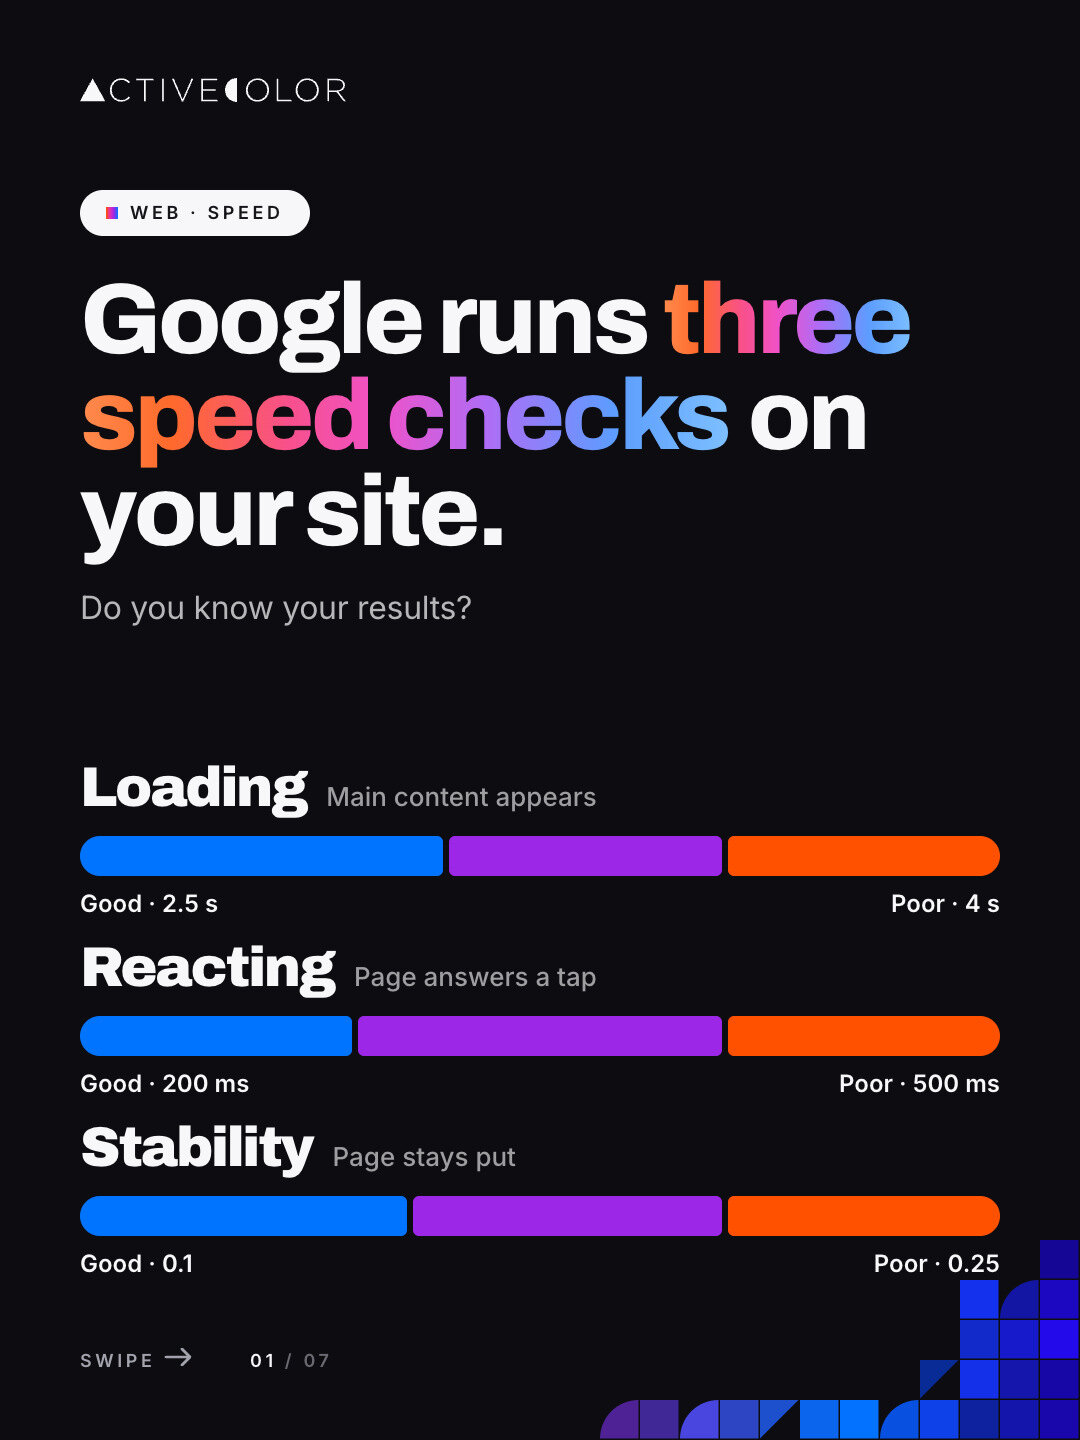 ACTIVECOLOR
WEB · SPEED
Google runs three
speed checks on
your site.
Do you know your results?
Loading Main content appears
Good · 2.5 s Poor · 4 s
Reacting Page answers a tap
Good · 200 ms Poor · 500 ms
Stability Page stays put
Good · 0.1 Poor · 0.25
SWIPE → 01 / 07